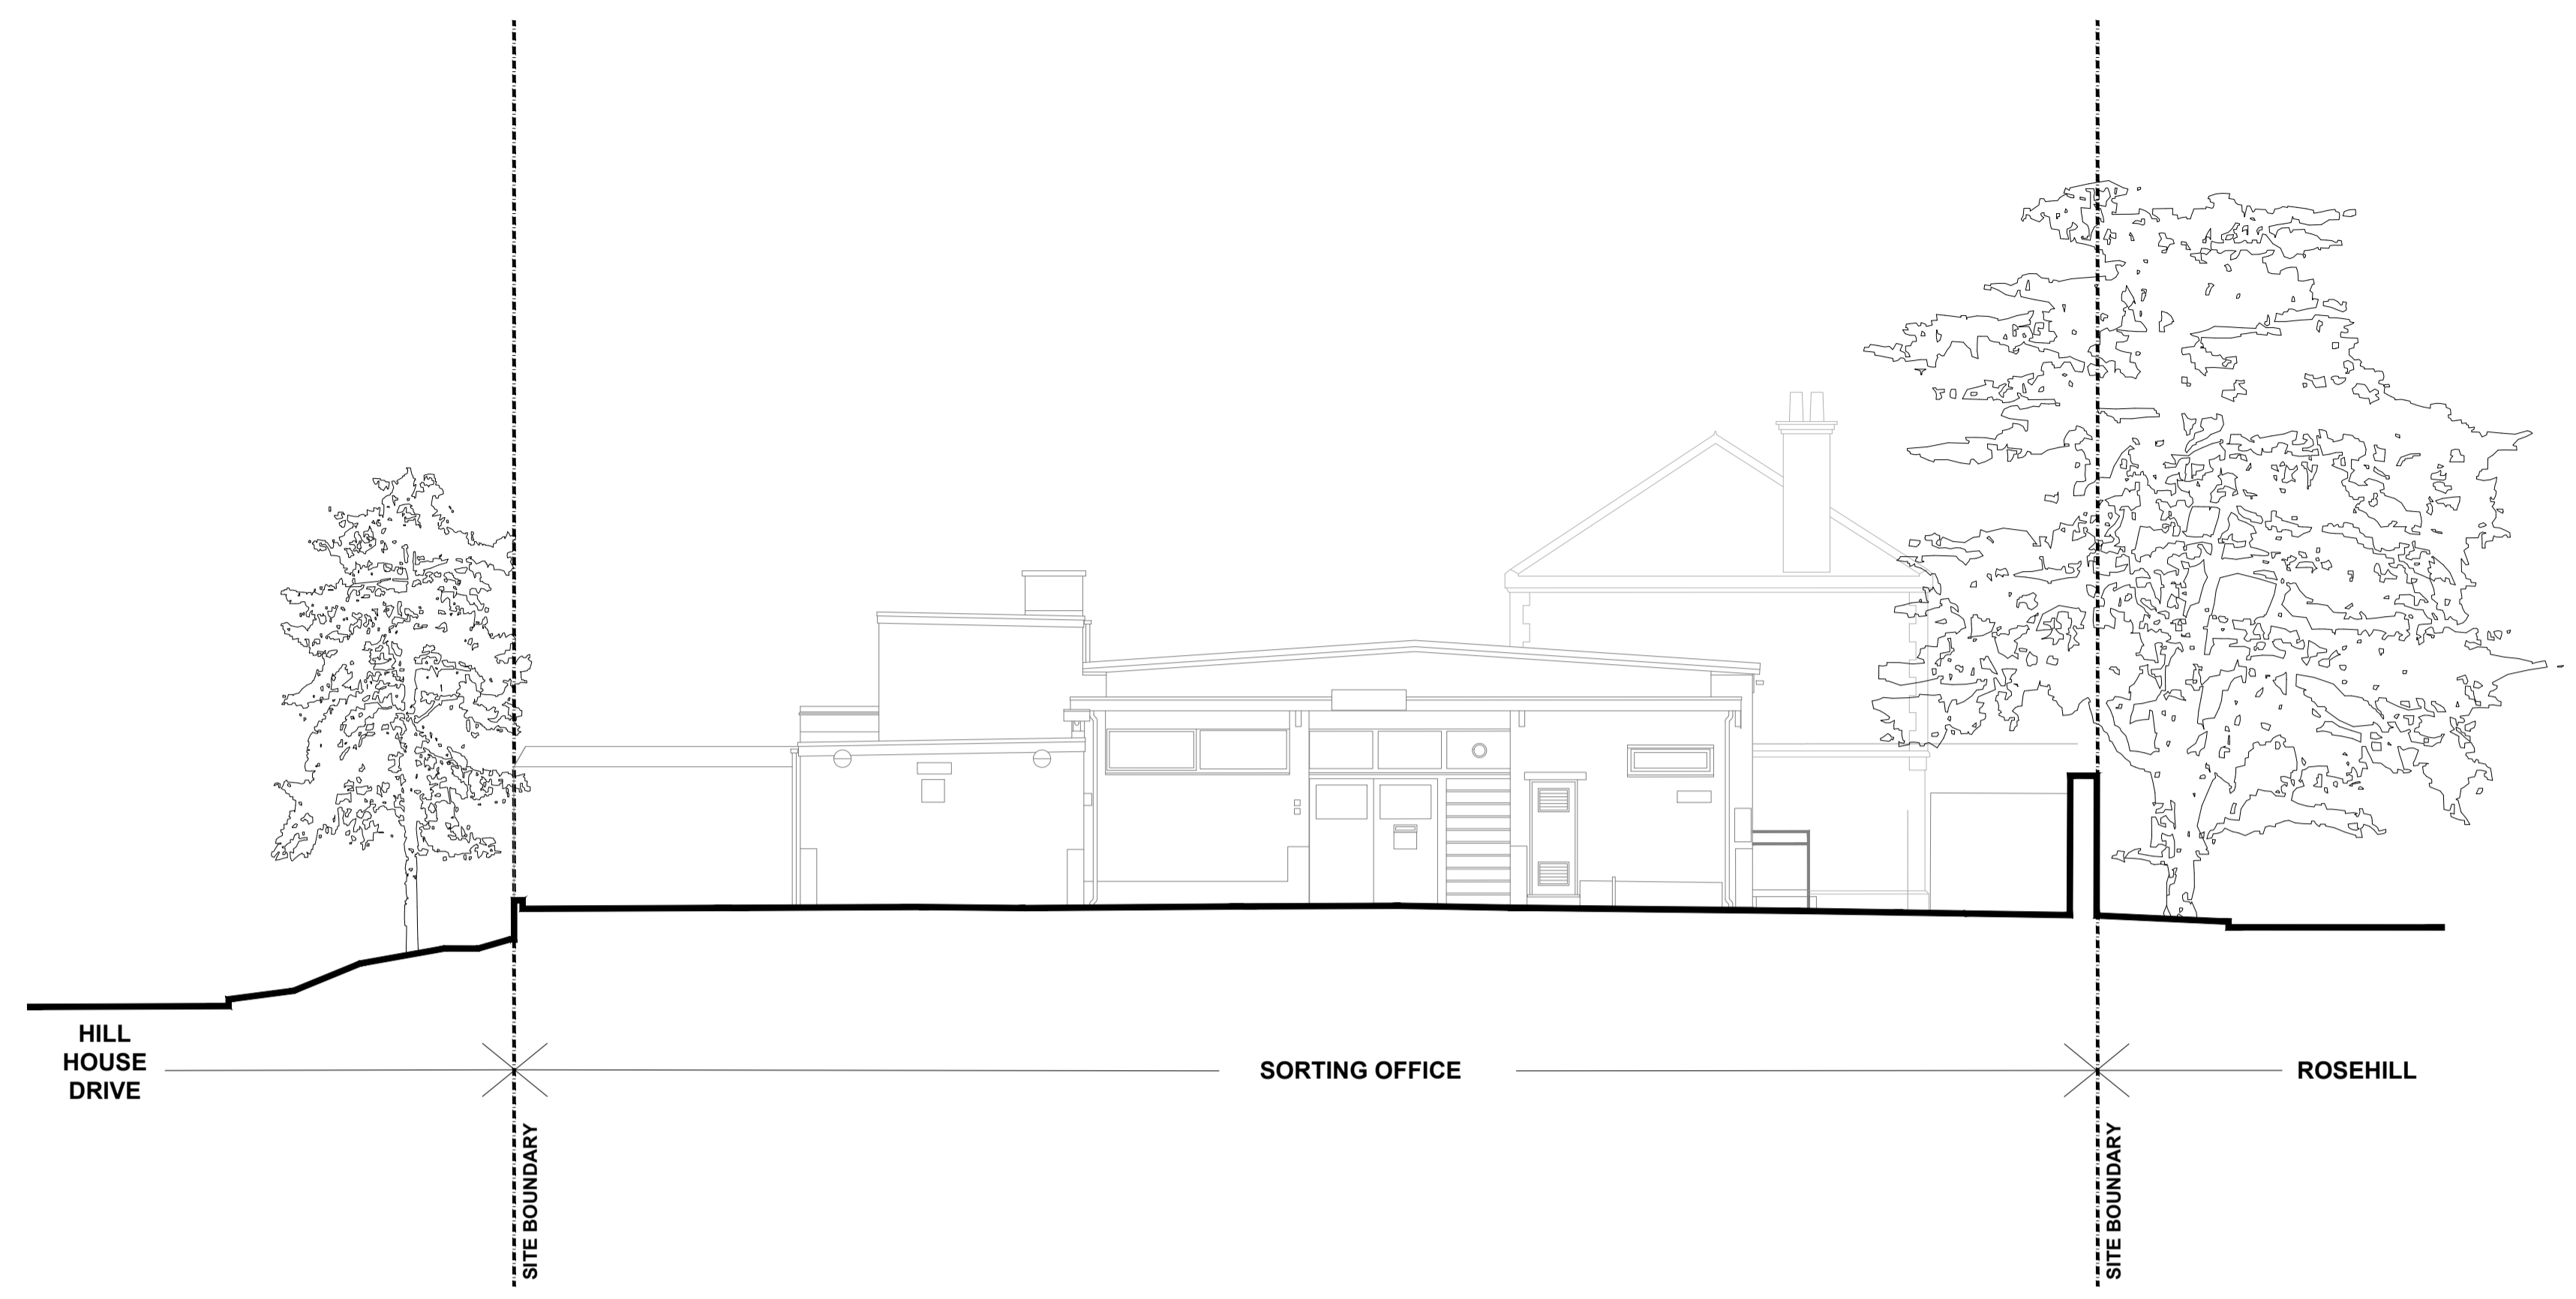 HILL
HOUSE
DRIVE
SORTING OFFICE
ROSEHILL
SITE BOUNDARY
SITE BOUNDARY